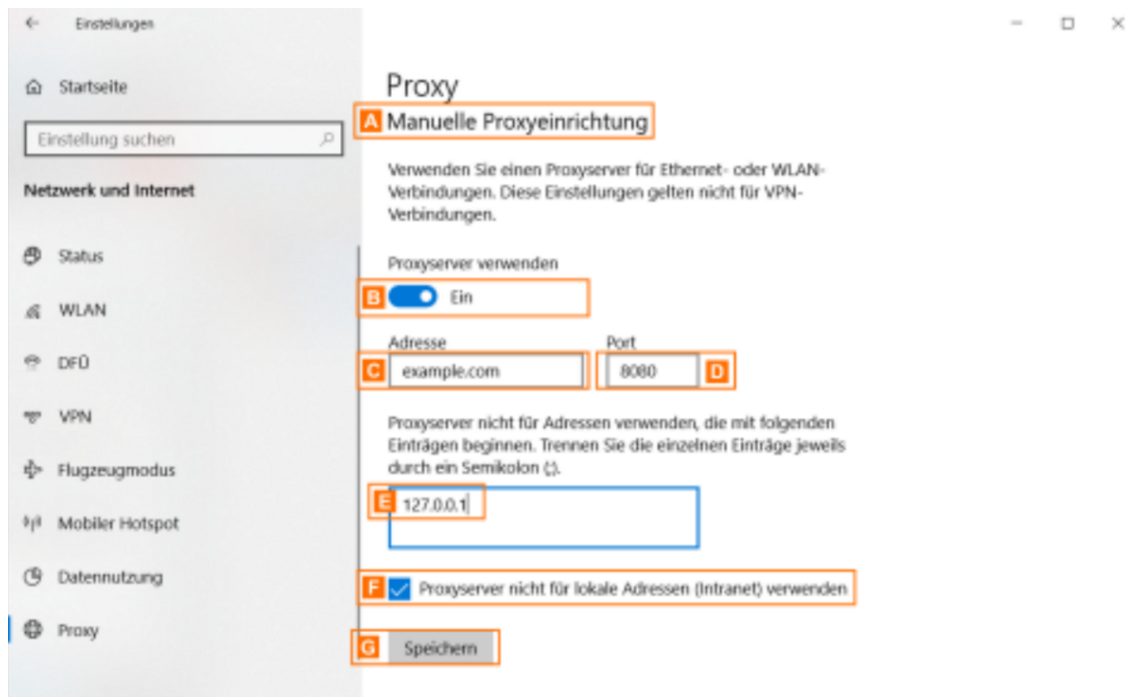 Einstellungen
Startseite
Einstellung suchen
Netzwerk und Internet
Status
WLAN
DFÜ
VPN
Flugzeugmodus
Mobiler Hotspot
Datennutzung
Proxy
Proxy
A Manuelle Proxyeinrichtung
Verwenden Sie einen Proxyserver für Ethernet- oder WLAN-
Verbindungen. Diese Einstellungen gelten nicht für VPN-
Verbindungen.
Proxyserver verwenden
B Ein
Adresse Port
C example.com 8080 D
Proxyserver nicht für Adressen verwenden, die mit folgenden
Einträgen beginnen. Trennen Sie die einzelnen Einträge jeweils
durch ein Semikolon (;).
E 127.0.0.1
F Proxyserver nicht für lokale Adressen (Intranet) verwenden
G Speichern